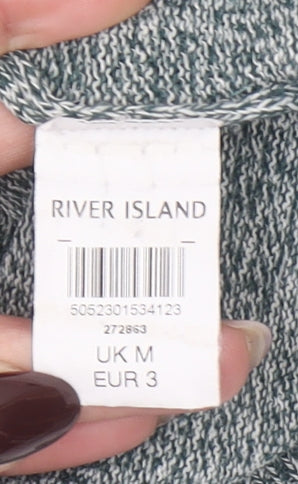 RIVER ISLAND
5052301534123
272863
UK M
EUR 3